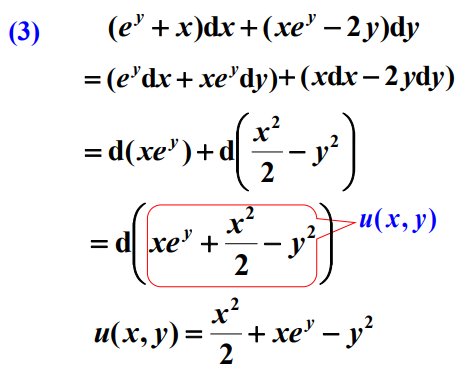 (3) (e^y + x)dx + (xe^y − 2y)dy
= (e^y dx + xe^y dy) + (xdx − 2ydy)
= d(xe^y) + d(x²/2 − y²)
= d(xe^y + x²/2 − y²) u(x, y)
u(x, y) = x²/2 + xe^y − y²